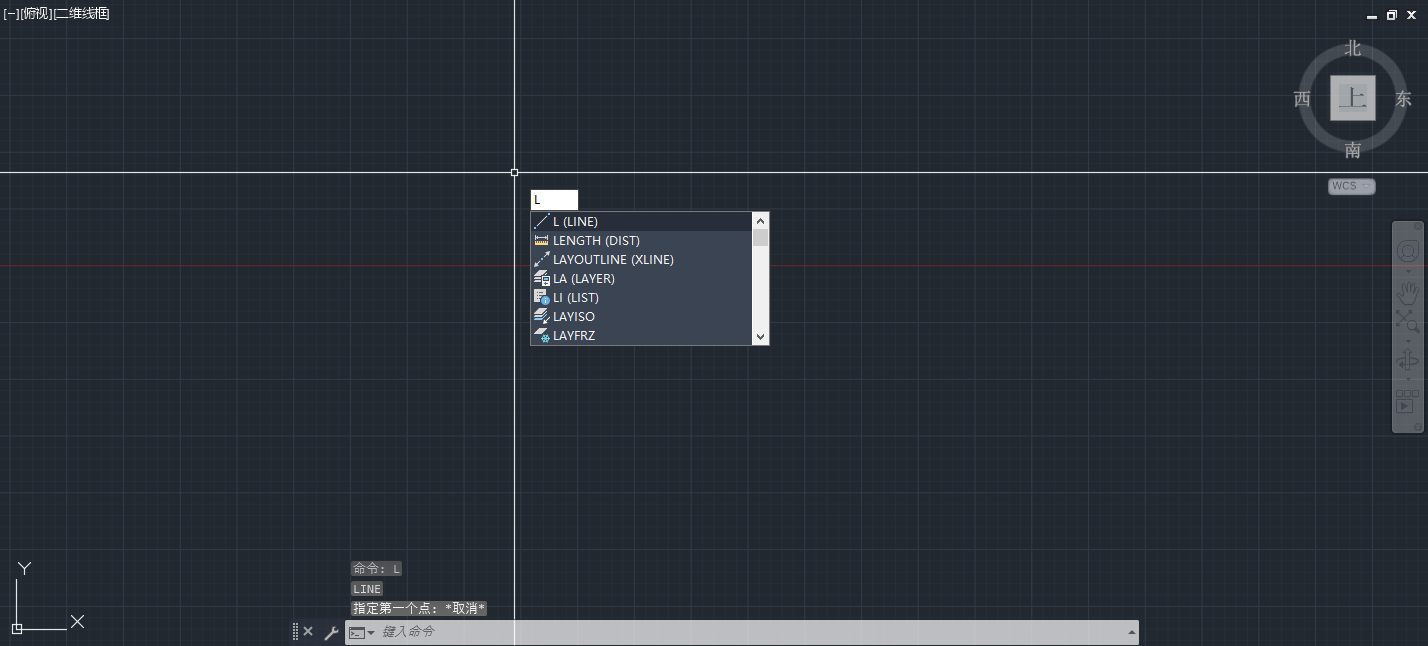 [−][俯视][二维线框]
北
西 上 东
南
WCS
L
L (LINE)
LENGTH (DIST)
LAYOUTLINE (XLINE)
LA (LAYER)
LI (LIST)
LAYISO
LAYFRZ
Y
X
命令: L
LINE
指定第一个点: *取消*
键入命令